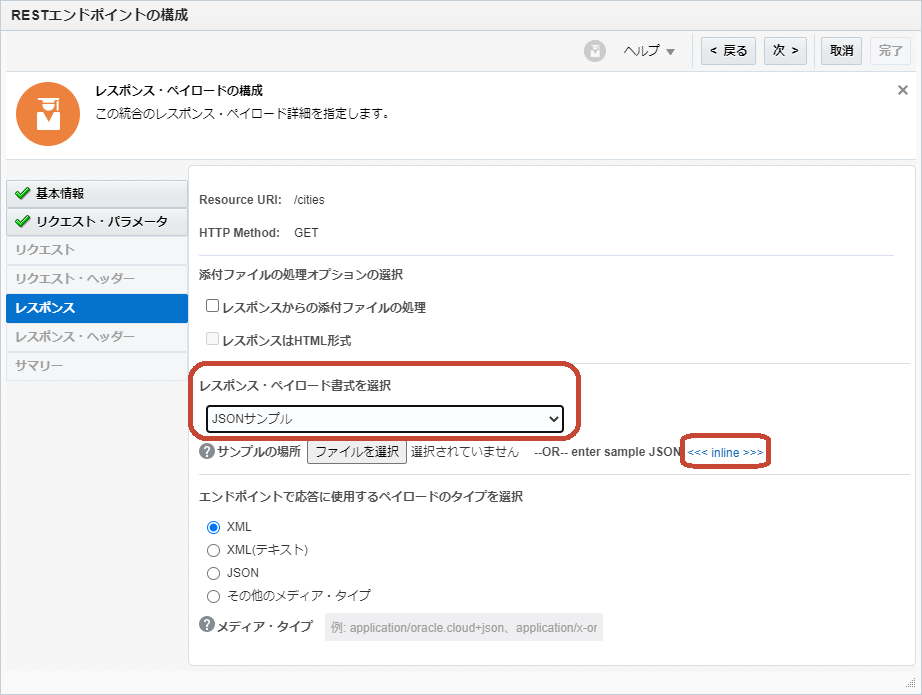 RESTエンドポイントの構成
ヘルプ
< 戻る
次 >
取消
完了
レスポンス・ペイロードの構成
この統合のレスポンス・ペイロード詳細を指定します。
基本情報
リクエスト・パラメータ
リクエスト
リクエスト・ヘッダー
レスポンス
レスポンス・ヘッダー
サマリー
Resource URI: /cities
HTTP Method: GET
添付ファイルの処理オプションの選択
レスポンスからの添付ファイルの処理
レスポンスはHTML形式
レスポンス・ペイロード書式を選択
JSONサンプル
サンプルの場所 ファイルを選択 選択されていません --OR-- enter sample JSON <<< inline >>>
エンドポイントで応答に使用するペイロードのタイプを選択
XML
XML(テキスト)
JSON
その他のメディア・タイプ
メディア・タイプ 例: application/oracle.cloud+json、application/x-or